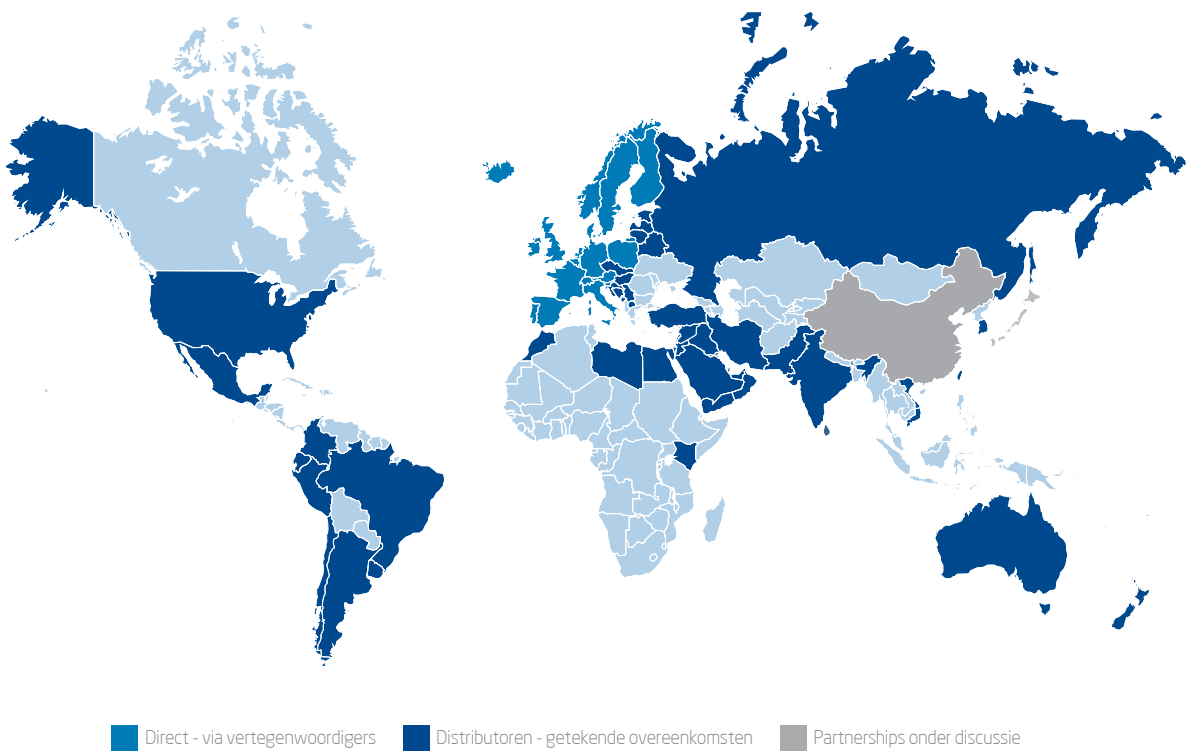 Direct - via vertegenwoordigers
Distributoren - getekende overeenkomsten
Partnerships onder discussie